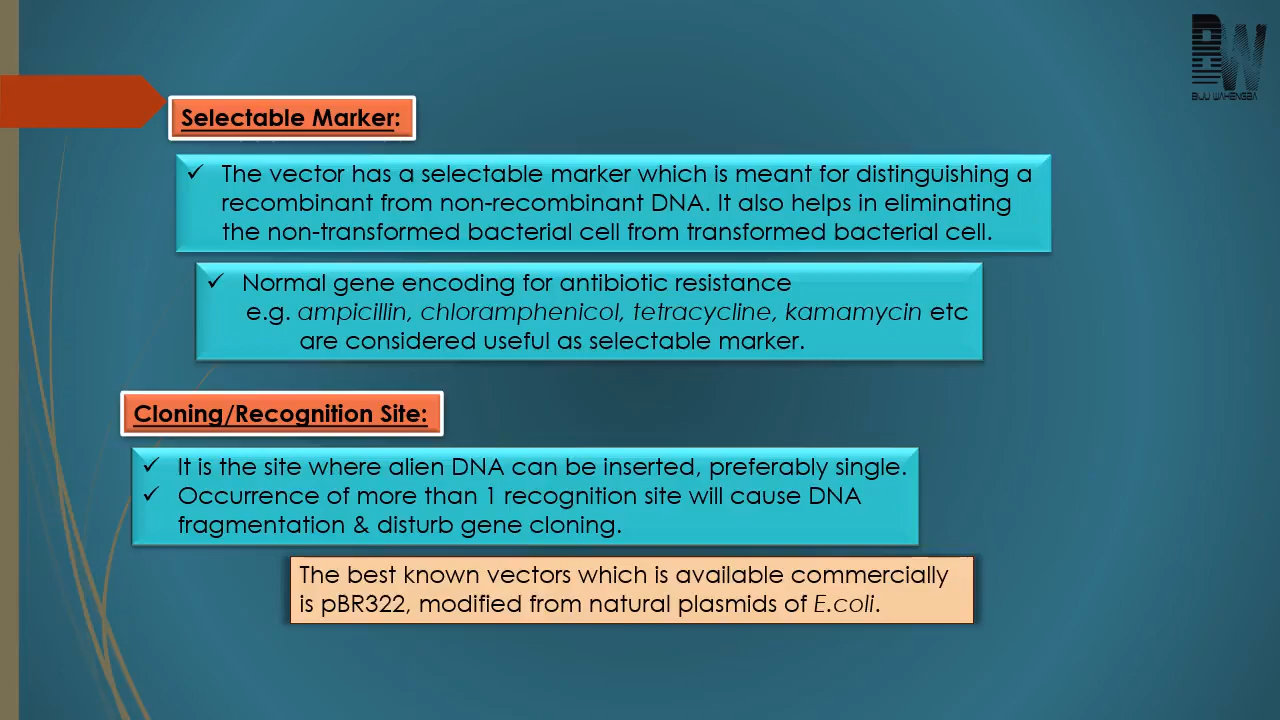 BIJU WAHENGBA
Selectable Marker:
✓ The vector has a selectable marker which is meant for distinguishing a
recombinant from non-recombinant DNA. It also helps in eliminating
the non-transformed bacterial cell from transformed bacterial cell.
✓ Normal gene encoding for antibiotic resistance
e.g. ampicillin, chloramphenicol, tetracycline, kamamycin etc
are considered useful as selectable marker.
Cloning/Recognition Site:
✓ It is the site where alien DNA can be inserted, preferably single.
✓ Occurrence of more than 1 recognition site will cause DNA
fragmentation & disturb gene cloning.
The best known vectors which is available commercially
is pBR322, modified from natural plasmids of E.coli.